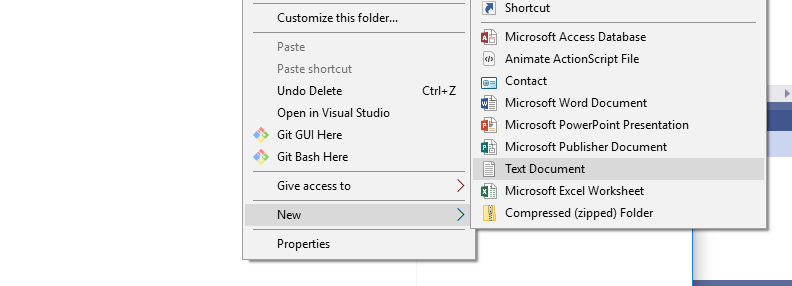 Customize this folder...
Paste
Paste shortcut
Undo Delete Ctrl+Z
Open in Visual Studio
Git GUI Here
Git Bash Here
Give access to
New
Properties
Shortcut
Microsoft Access Database
Animate ActionScript File
Contact
Microsoft Word Document
Microsoft PowerPoint Presentation
Microsoft Publisher Document
Text Document
Microsoft Excel Worksheet
Compressed (zipped) Folder